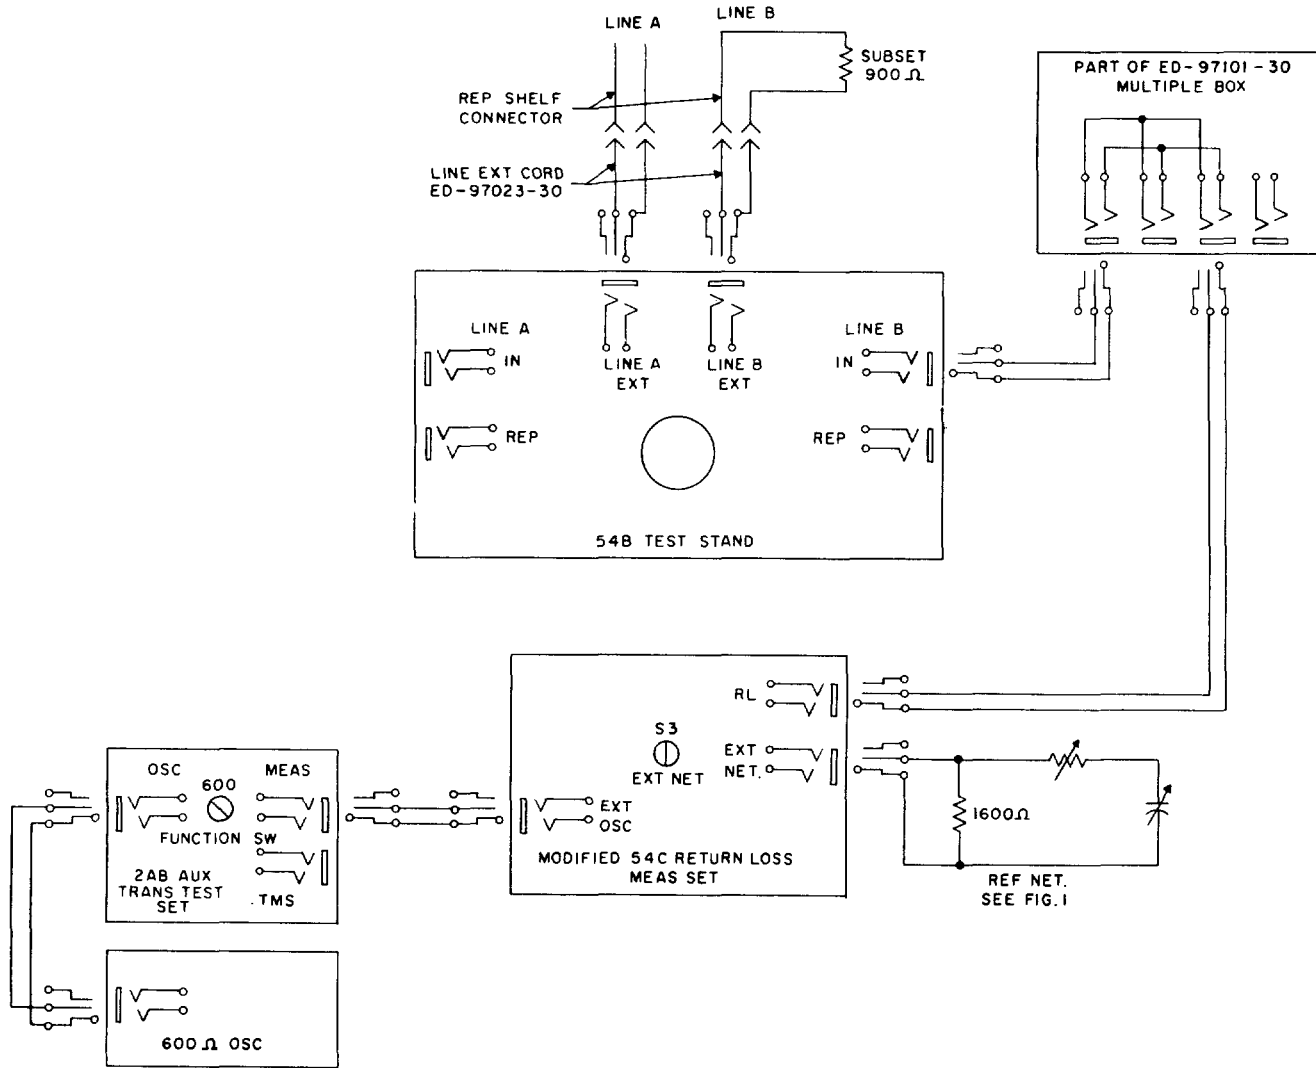 LINE A
LINE B
SUBSET
900 Ω
REP SHELF
CONNECTOR
LINE EXT CORD
ED-97023-30
PART OF ED-97101-30
MULTIPLE BOX
LINE A
IN
REP
LINE A
EXT
LINE B
EXT
LINE B
IN
REP
54B TEST STAND
RL
S3
EXT NET
EXT
NET.
EXT
OSC
MODIFIED 54C RETURN LOSS
MEAS SET
1600Ω
REF NET.
SEE FIG. 1
OSC
600
MEAS
FUNCTION SW
2AB AUX
TRANS TEST
SET
.TMS
600 Ω OSC